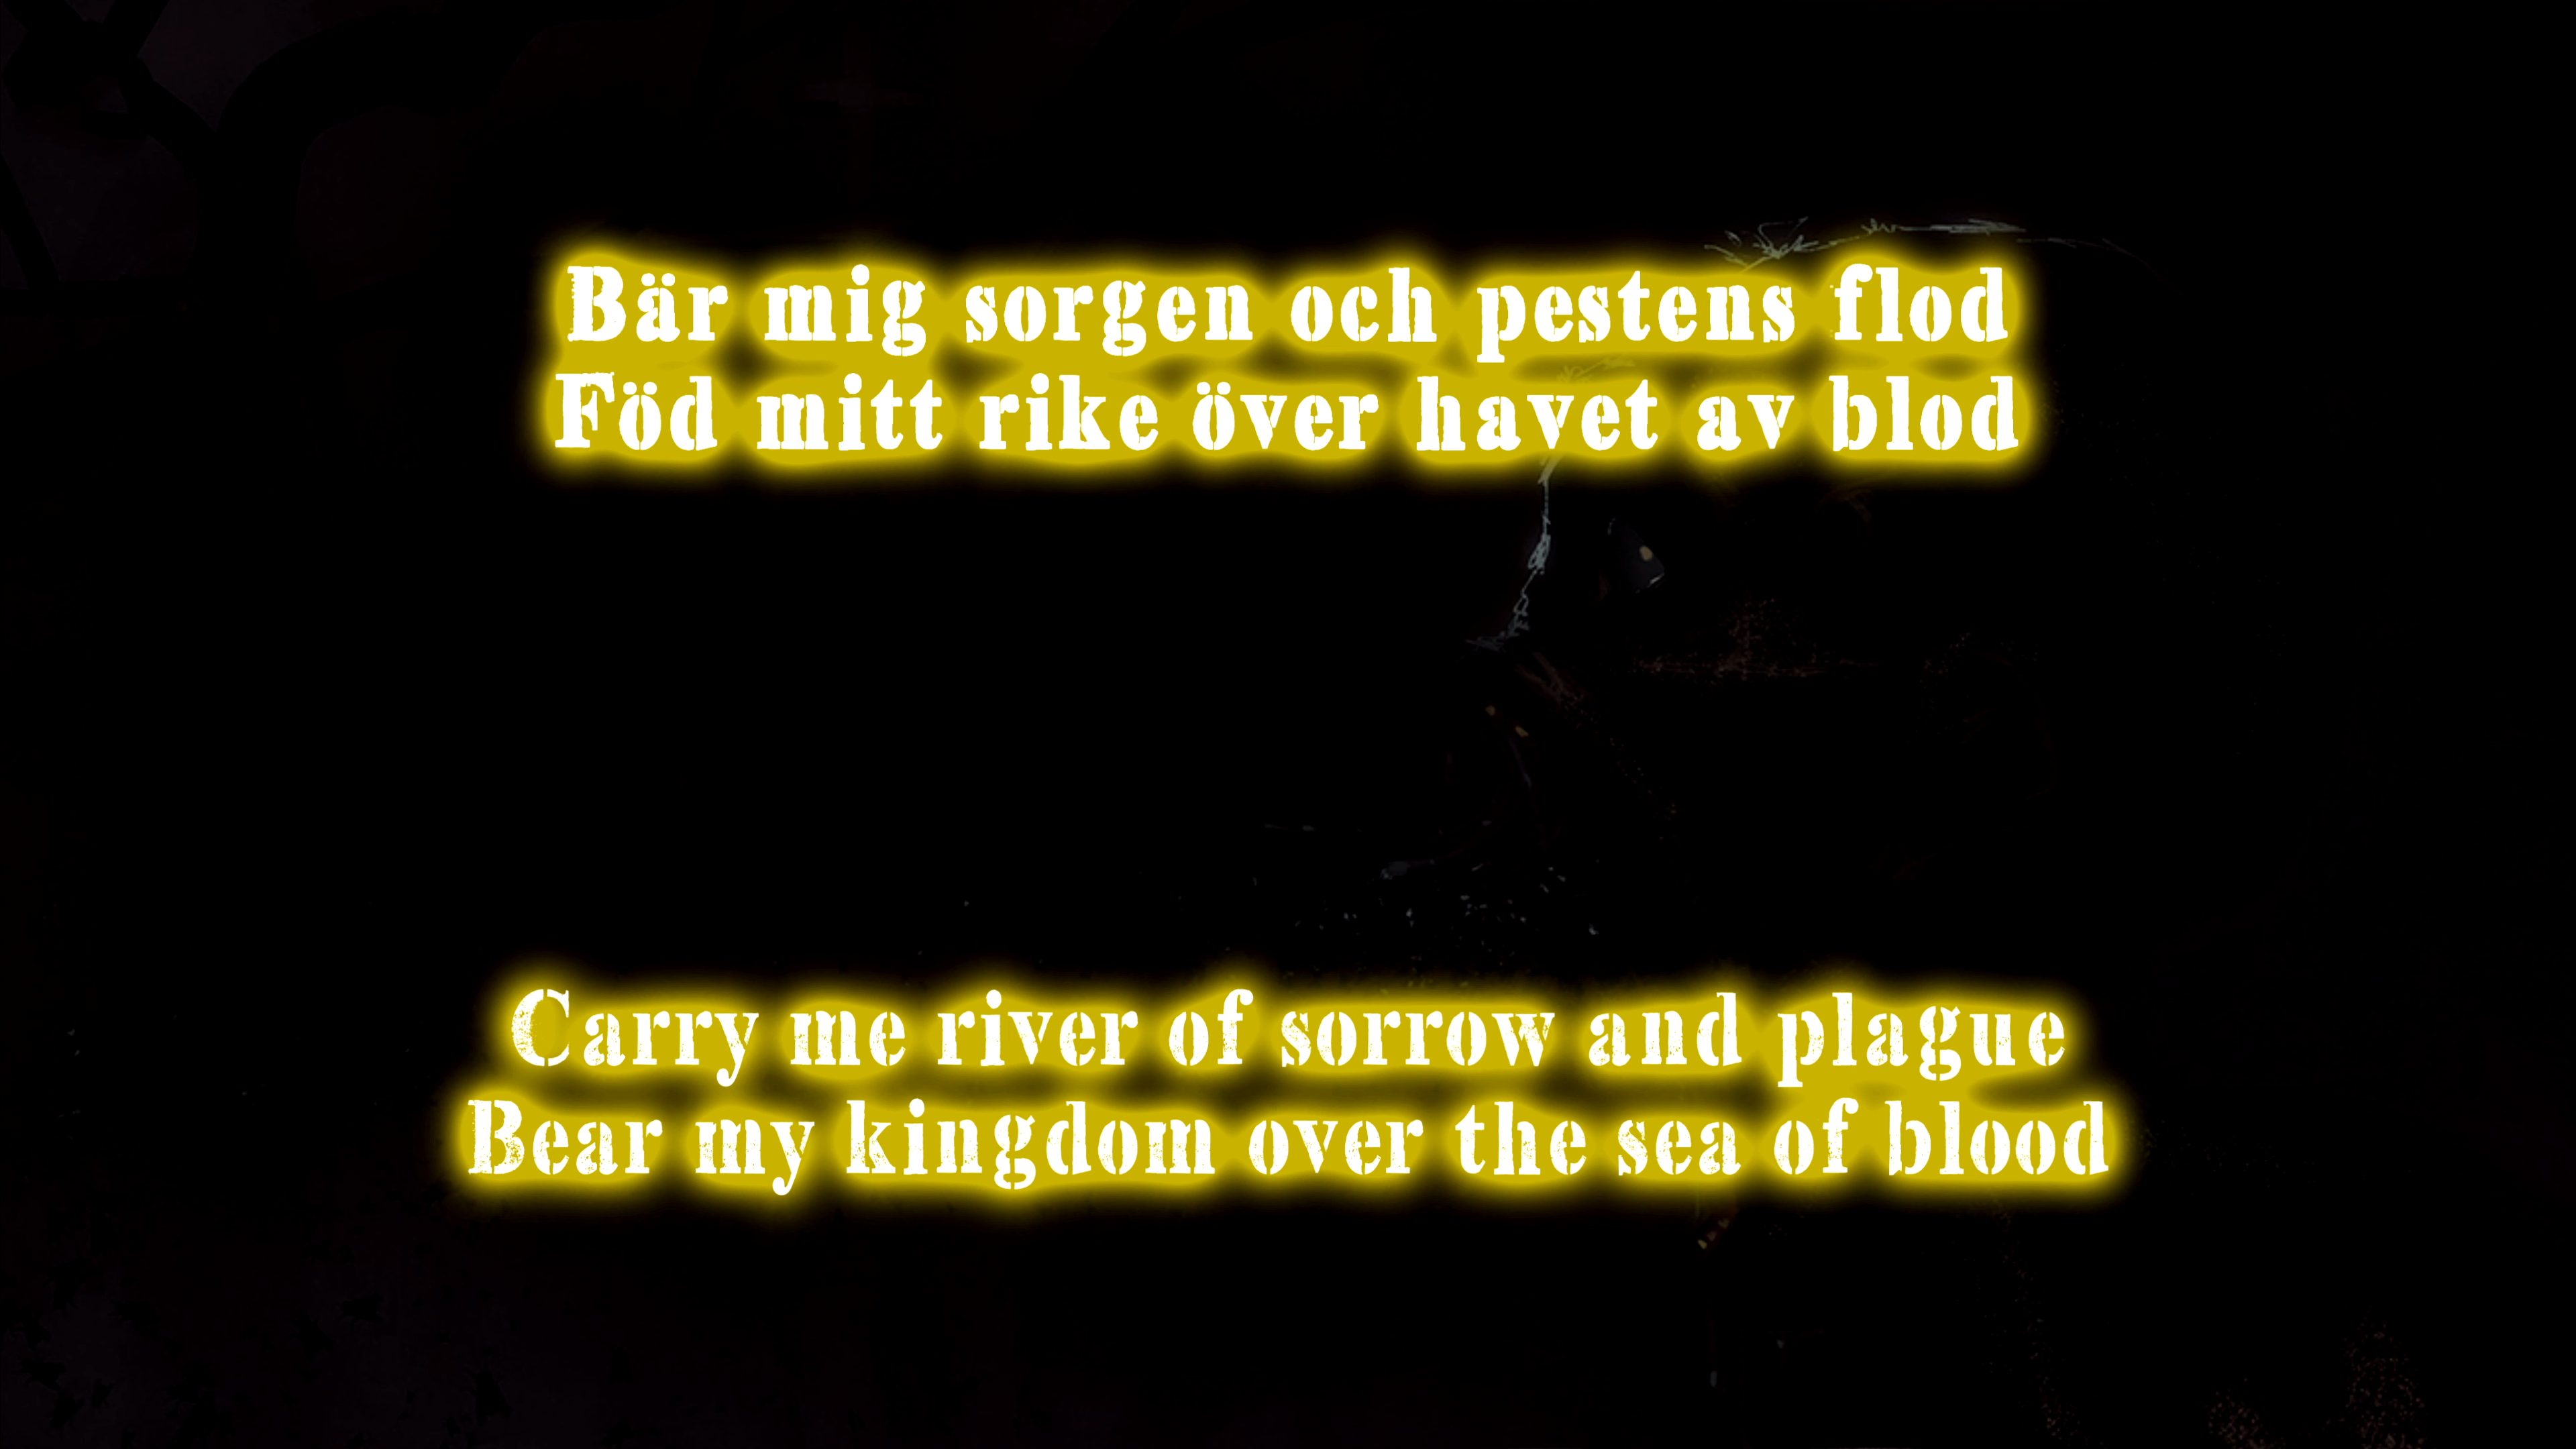 Bär mig sorgen och pestens flod
Föd mitt rike över havet av blod
Carry me river of sorrow and plague
Bear my kingdom over the sea of blood